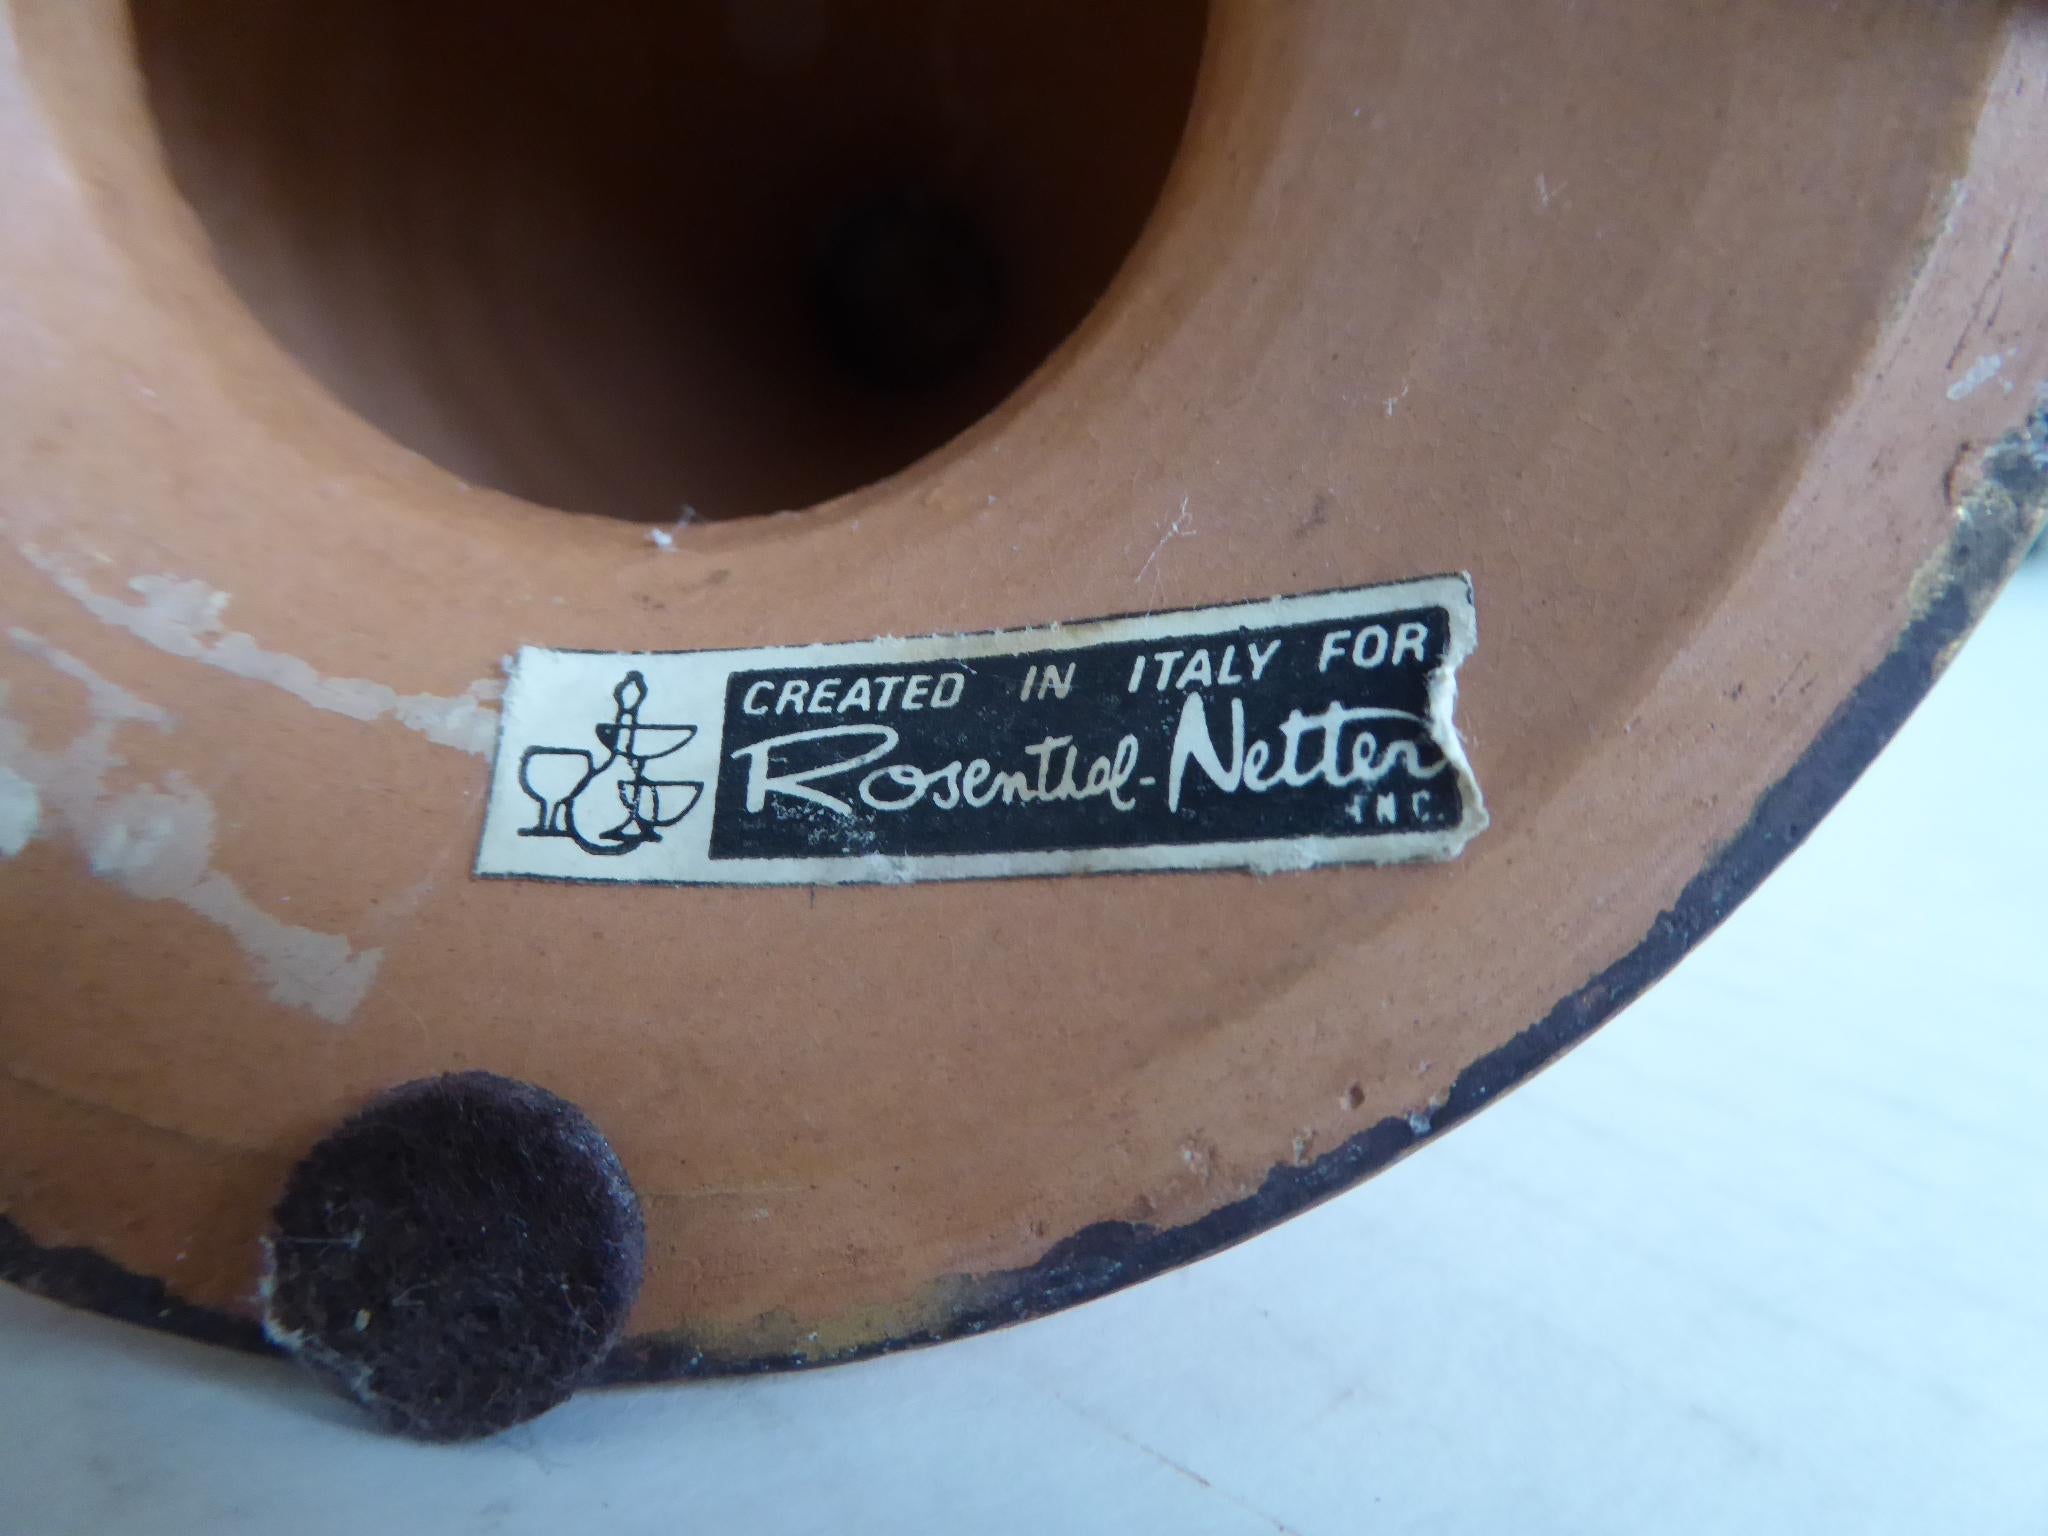 CREATED IN ITALY FOR
Rosenthal-Netter
INC.